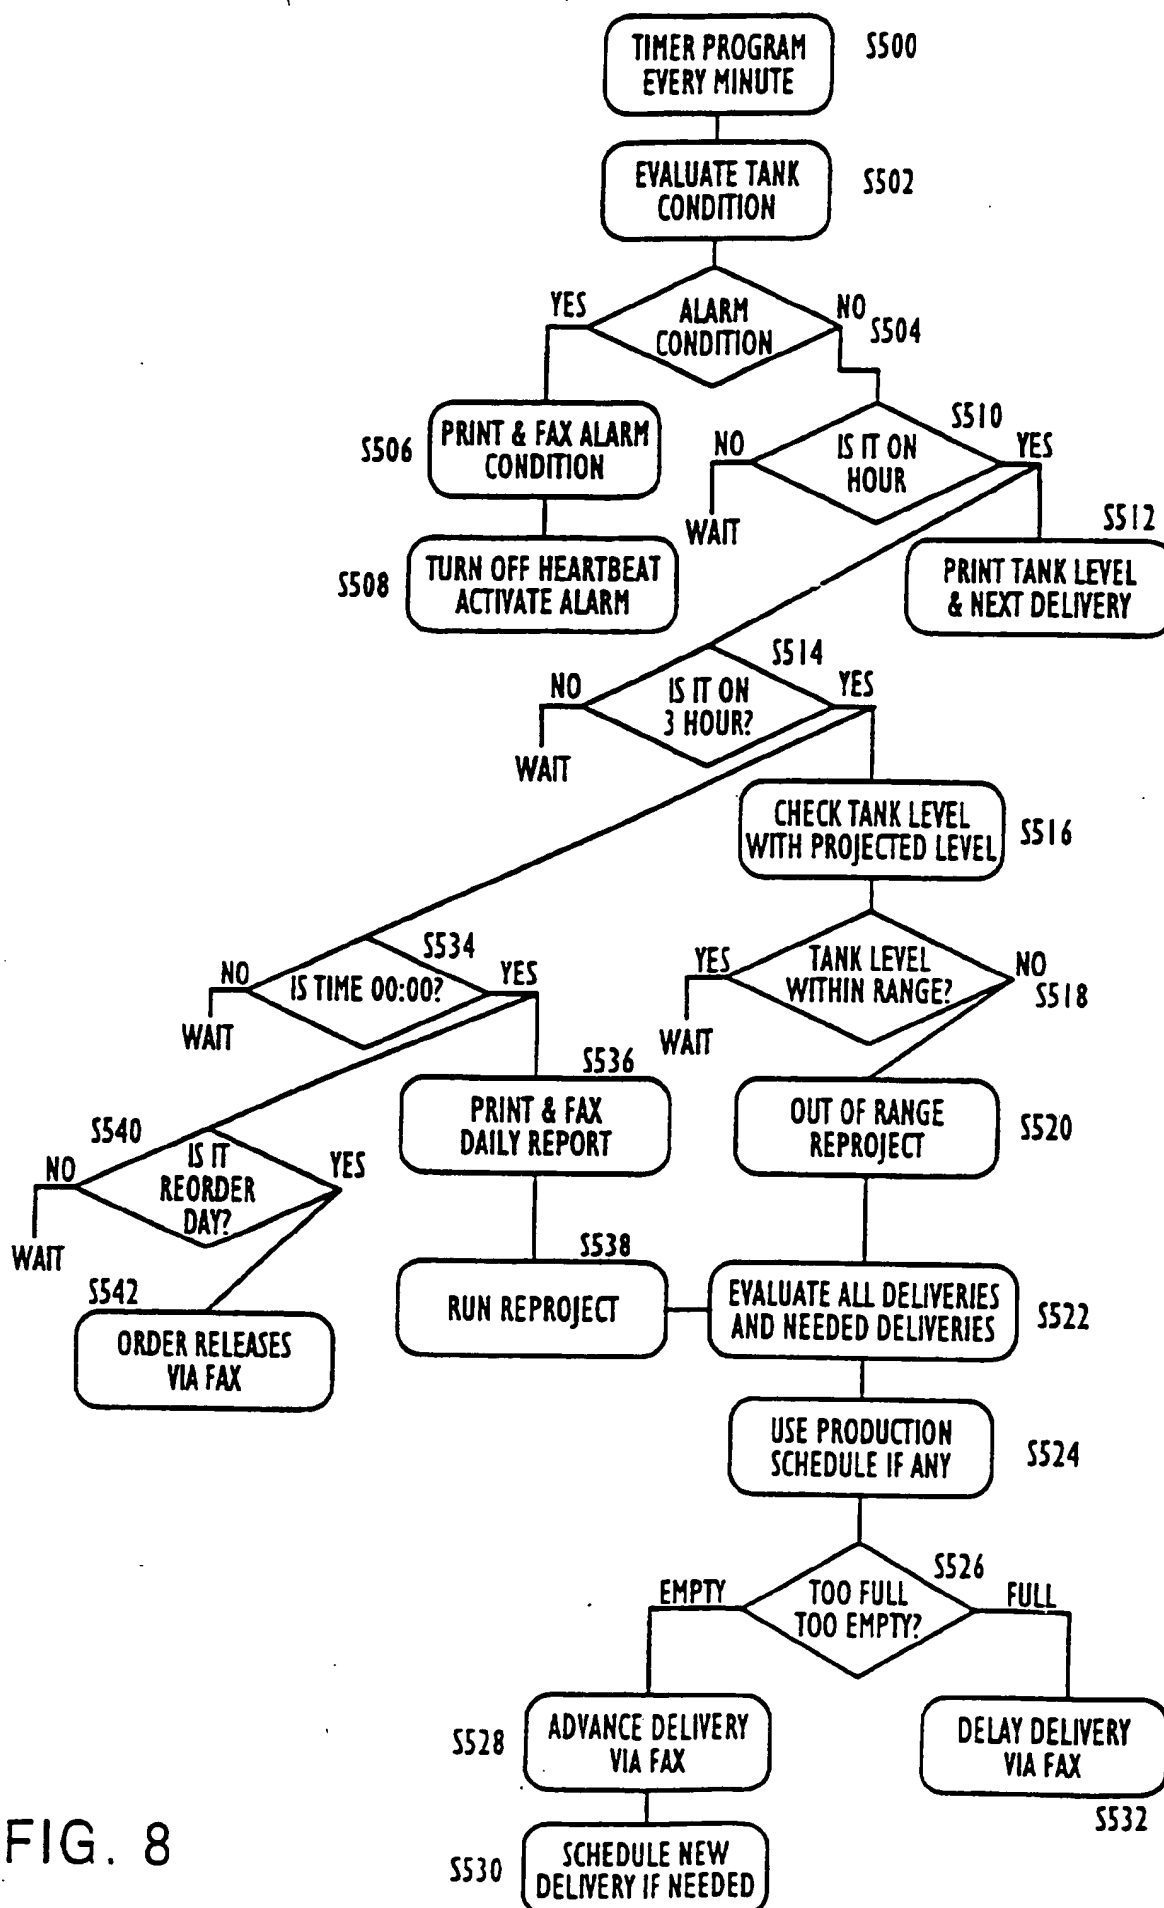 TIMER PROGRAM
EVERY MINUTE
S500
EVALUATE TANK
CONDITION
S502
YES
ALARM
CONDITION
NO
S504
S506
PRINT & FAX ALARM
CONDITION
S510
NO
IS IT ON
HOUR
YES
WAIT
S512
S508
TURN OFF HEARTBEAT
ACTIVATE ALARM
PRINT TANK LEVEL
& NEXT DELIVERY
S514
NO
IS IT ON
3 HOUR?
YES
WAIT
CHECK TANK LEVEL
WITH PROJECTED LEVEL
S516
S534
NO
IS TIME 00:00?
YES
WAIT
YES
TANK LEVEL
WITHIN RANGE?
NO
S518
WAIT
S536
PRINT & FAX
DAILY REPORT
OUT OF RANGE
REPROJECT
S520
S540
NO
IS IT
REORDER
DAY?
YES
WAIT
S538
RUN REPROJECT
EVALUATE ALL DELIVERIES
AND NEEDED DELIVERIES
S522
S542
ORDER RELEASES
VIA FAX
USE PRODUCTION
SCHEDULE IF ANY
S524
S526
EMPTY
TOO FULL
TOO EMPTY?
FULL
S528
ADVANCE DELIVERY
VIA FAX
DELAY DELIVERY
VIA FAX
S532
S530
SCHEDULE NEW
DELIVERY IF NEEDED
FIG. 8